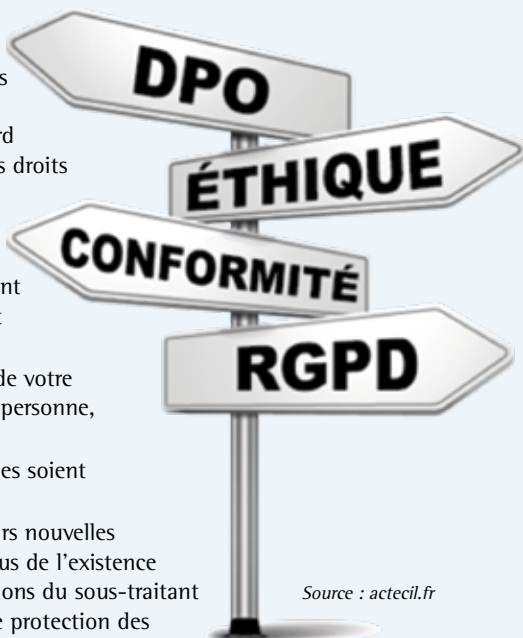 DPO
s
ÉTHIQUE
rd
s droits
CONFORMITÉ
nt
RGPD
de votre
personne,
es soient
rs nouvelles
us de l’existence
ons du sous-traitant
e protection des
Source : actecil.fr